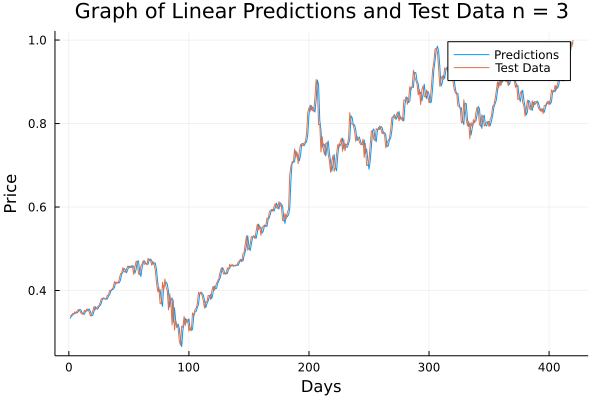 Graph of Linear Predictions and Test Data n = 3
1.0
0.8
0.6
0.4
Price
Predictions
Test Data
0
100
200
300
400
Days